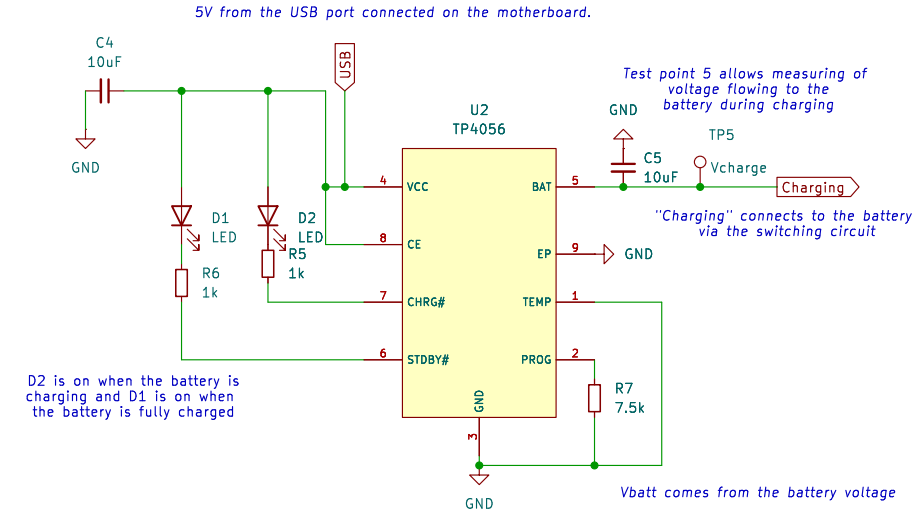 5V from the USB port connected on the motherboard.
C4
10uF
USB
GND
U2
TP4056
Test point 5 allows measuring of
voltage flowing to the
battery during charging
GND
TP5
C5
10uF
Vcharge
4
VCC
BAT
5
Charging
"Charging" connects to the battery
via the switching circuit
D1
LED
D2
LED
8
CE
R5
1k
EP
9
GND
R6
1k
7
CHRG#
TEMP
1
6
STDBY#
PROG
2
D2 is on when the battery is
charging and D1 is on when
the battery is fully charged
R7
7.5k
GND
3
GND
Vbatt comes from the battery voltage